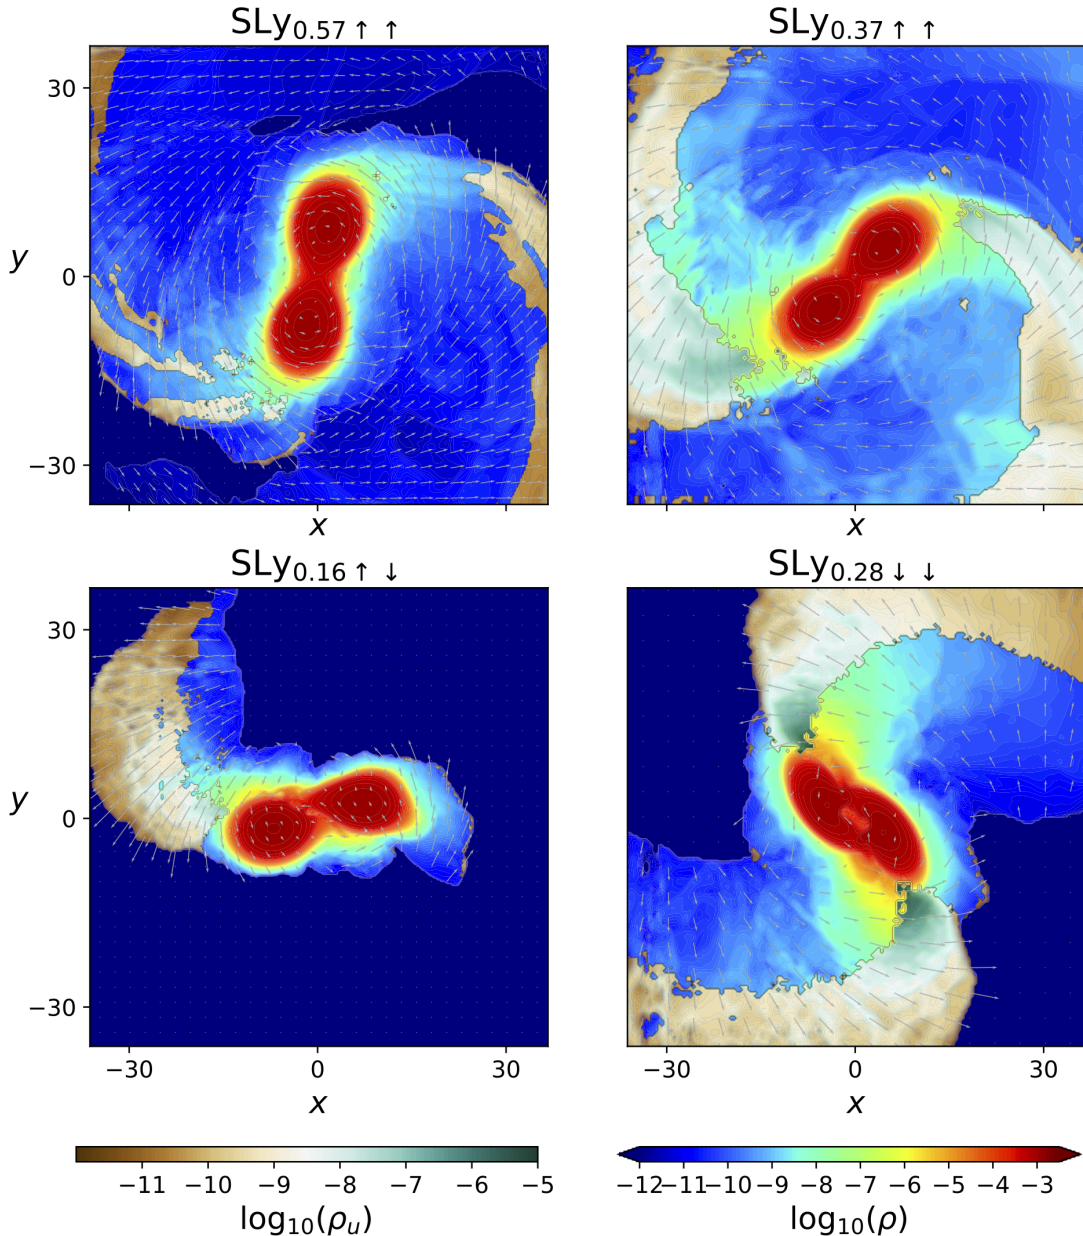 SLy0.57↑ ↑
SLy0.37↑ ↑
30
y
0
−30
x
x
SLy0.16↑ ↓
SLy0.28↓ ↓
30
y
0
−30
−30 0 30
x
−30 0 30
x
−11 −10 −9 −8 −7 −6 −5
log10(ρu)
−12 −11 −10 −9 −8 −7 −6 −5 −4 −3
log10(ρ)